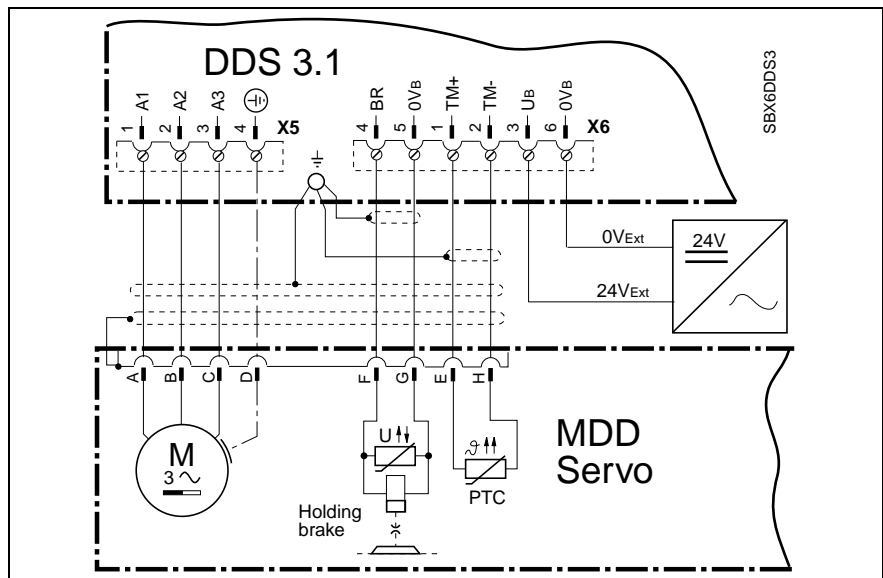 DDS 3.1
SBX6DDS3
A1
A2
A3
BR
0VB
TM+
TM-
UB
0VB
1
2
3
4
X5
4
5
1
2
3
6
X6
0VExt
24V
24VExt
A
B
C
D
F
G
E
H
M
3
U
ϑ
PTC
MDD
Servo
Holding
brake